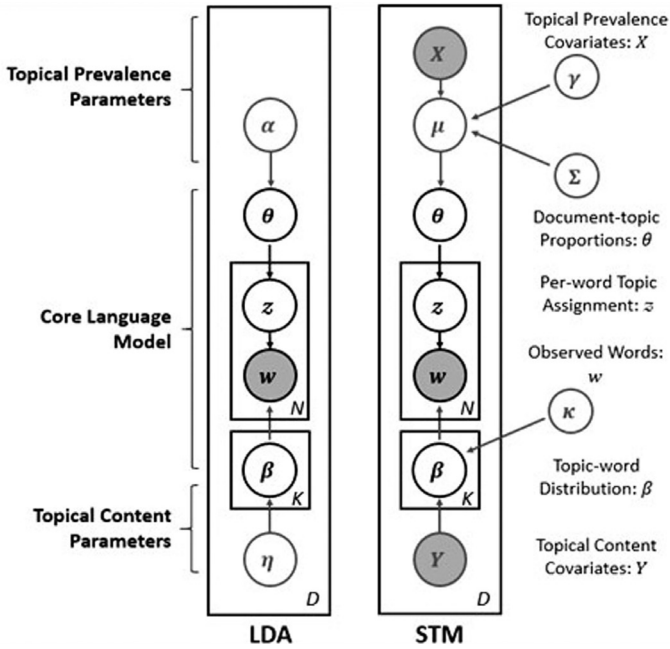 Topical Prevalence
Parameters
Core Language
Model
Topical Content
Parameters
α
θ
z
w
N
β
K
η
D
LDA
X
μ
θ
z
w
N
β
K
Y
D
STM
Topical Prevalence
Covariates: X
γ
Σ
Document-topic
Proportions: θ
Per-word Topic
Assignment: z
Observed Words:
w
κ
Topic-word
Distribution: β
Topical Content
Covariates: Y